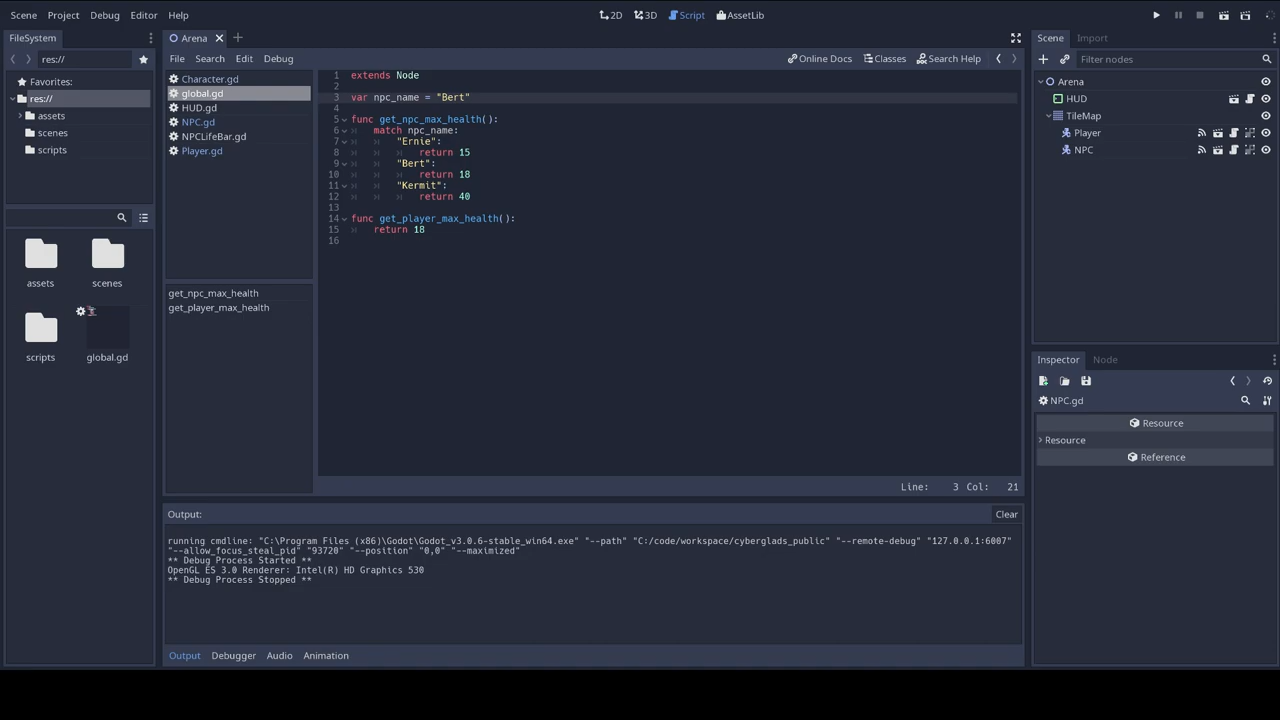 Scene Project Debug Editor Help
2D 3D Script AssetLib
FileSystem
res://
Favorites:
res://
assets
scenes
scripts
assets
scenes
scripts
global.gd
Arena
File Search Edit Debug
Online Docs Classes Search Help
Character.gd
global.gd
HUD.gd
NPC.gd
NPCLifeBar.gd
Player.gd
get_npc_max_health
get_player_max_health
1 extends Node
2
3 var npc_name = "Bert"
4
5 func get_npc_max_health():
6 match npc_name:
7 "Ernie":
8 return 15
9 "Bert":
10 return 18
11 "Kermit":
12 return 40
13
14 func get_player_max_health():
15 return 18
16
Line: 3 Col: 21
Output:
Clear
running cmdline: "C:\Program Files (x86)\Godot\Godot_v3.0.6-stable_win64.exe" "--path" "C:/code/workspace/cyberglads_public" "--remote-debug" "127.0.0.1:6007"
"--allow_focus_steal_pid" "93720" "--position" "0,0" "--maximized"
** Debug Process Started **
OpenGL ES 3.0 Renderer: Intel(R) HD Graphics 530
** Debug Process Stopped **
Output Debugger Audio Animation
Scene Import
Filter nodes
Arena
HUD
TileMap
Player
NPC
Inspector Node
NPC.gd
Resource
Resource
Reference